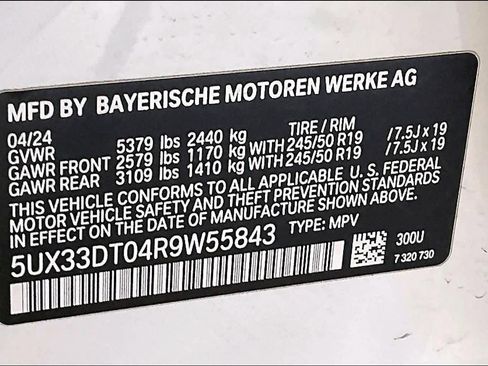 MFD BY BAYERISCHE MOTOREN WERKE AG
04/24 TIRE / RIM
GVWR 5379 lbs 2440 kg
GAWR FRONT 2579 lbs 1170 kg WITH 245/50 R19 / 7.5J x 19
GAWR REAR 3109 lbs 1410 kg WITH 245/50 R19 / 7.5J x 19
THIS VEHICLE CONFORMS TO ALL APPLICABLE U. S. FEDERAL
MOTOR VEHICLE SAFETY AND THEFT PREVENTION STANDARDS
IN EFFECT ON THE DATE OF MANUFACTURE SHOWN ABOVE.
5UX33DT04R9W55843 TYPE: MPV
300U
7 320 730